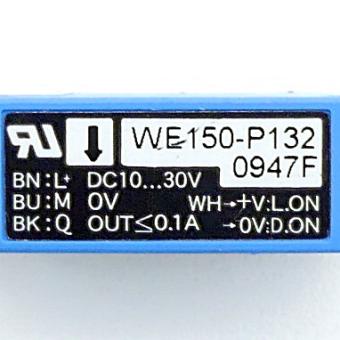 WE150-P132
0947F
BN: L+ DC10...30V
BU: M 0V WH→+V:L.ON
BK: Q OUT≤0.1A →0V:D.ON